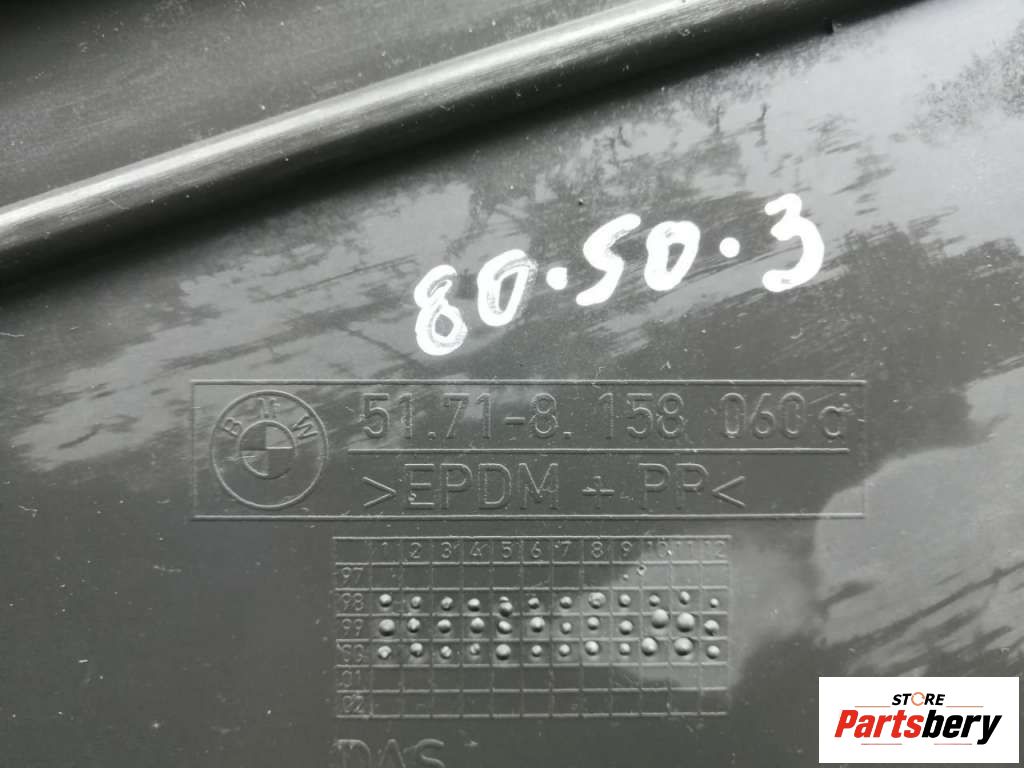 80.50.3
BMW
51.71-8. 158 060 d
>EPDM + PP<
1 2 3 4 5 6 7 8 9 10 11 12
97
98
99
00
01
02
DAS
STORE
Partsbery